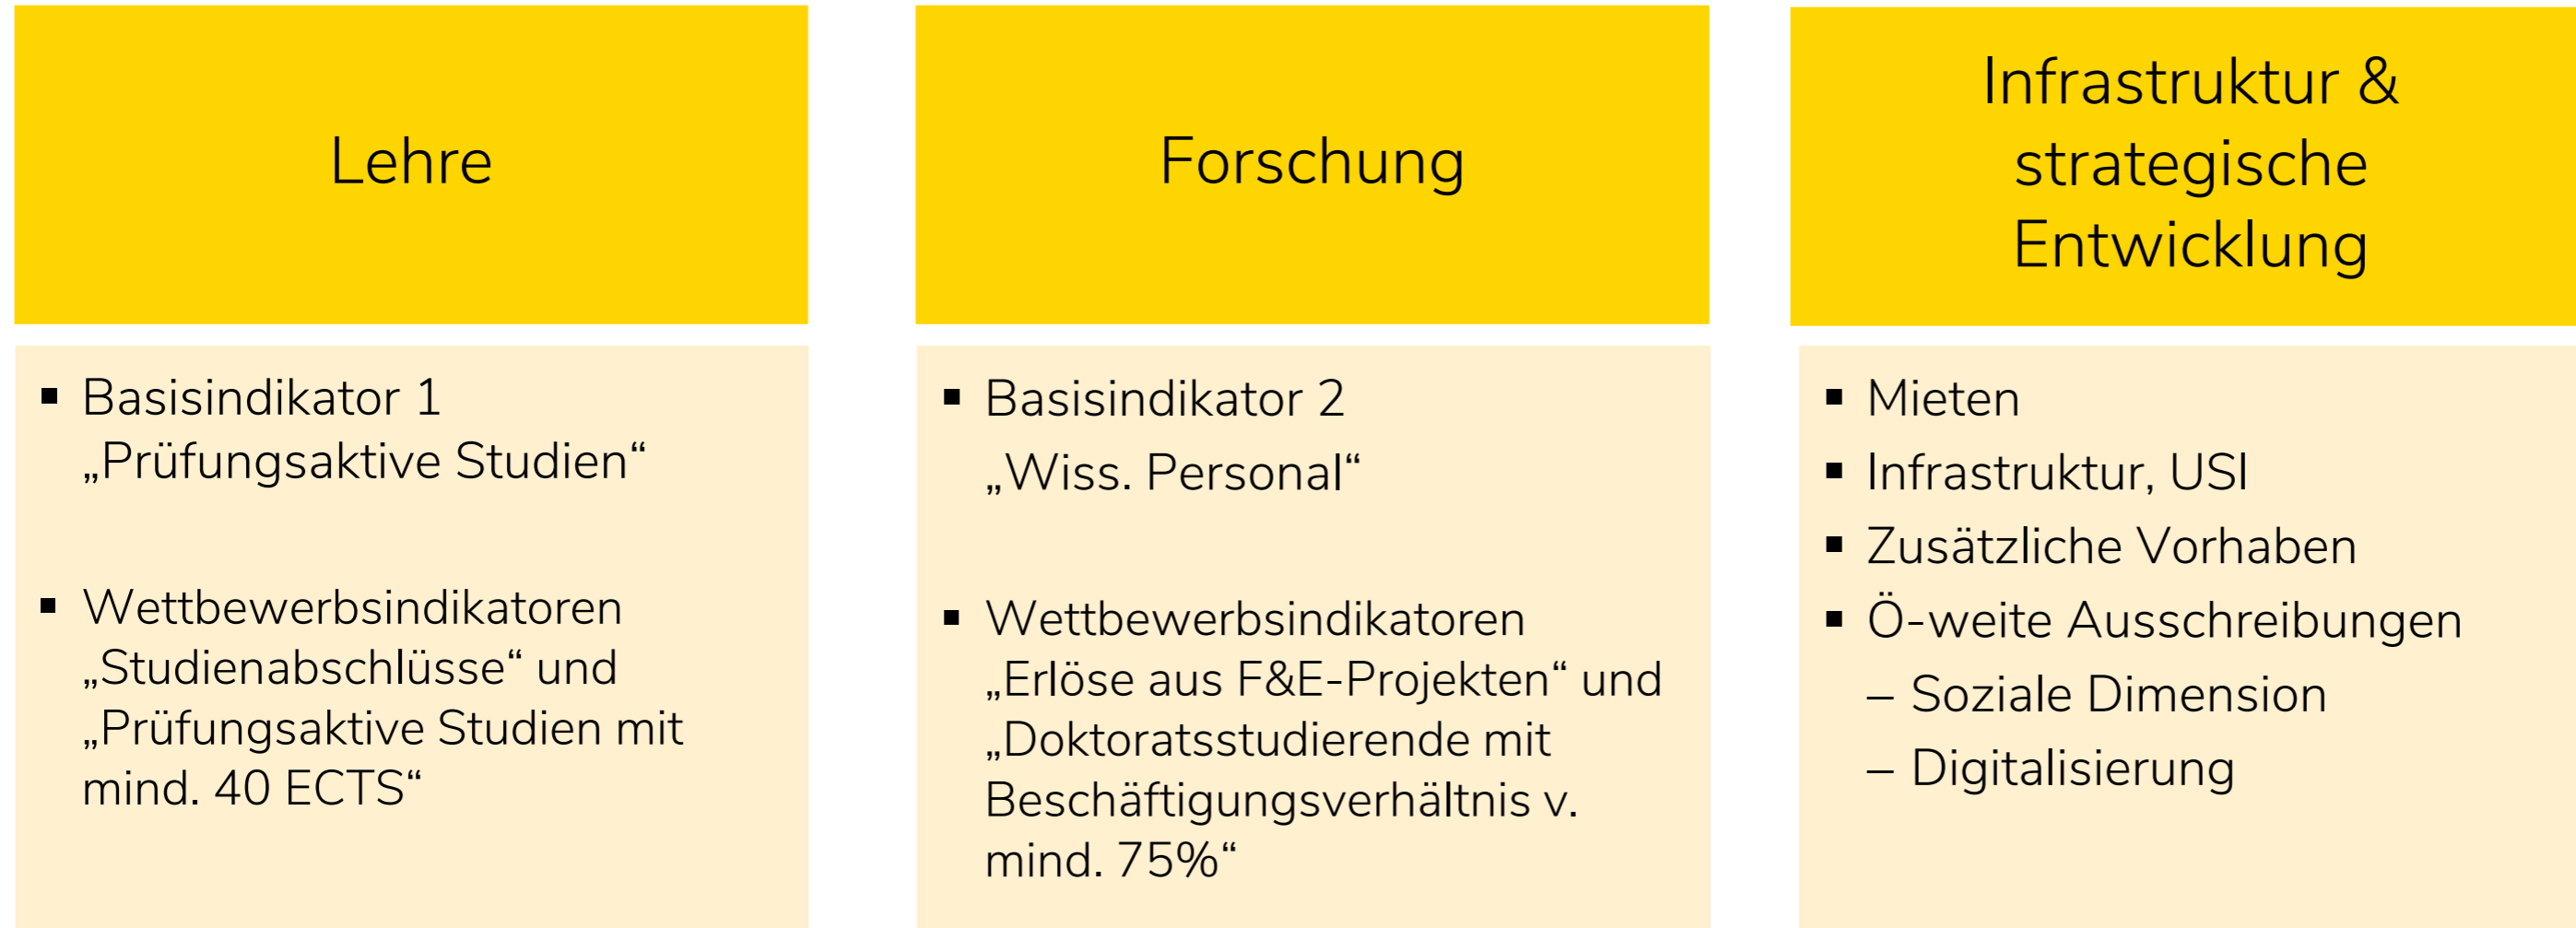 Lehre
▪ Basisindikator 1
„Prüfungsaktive Studien“
▪ Wettbewerbsindikatoren
„Studienabschlüsse“ und
„Prüfungsaktive Studien mit
mind. 40 ECTS“
Forschung
▪ Basisindikator 2
„Wiss. Personal“
▪ Wettbewerbsindikatoren
„Erlöse aus F&E-Projekten“ und
„Doktoratsstudierende mit
Beschäftigungsverhältnis v.
mind. 75%“
Infrastruktur &
strategische
Entwicklung
▪ Mieten
▪ Infrastruktur, USI
▪ Zusätzliche Vorhaben
▪ Ö-weite Ausschreibungen
– Soziale Dimension
– Digitalisierung